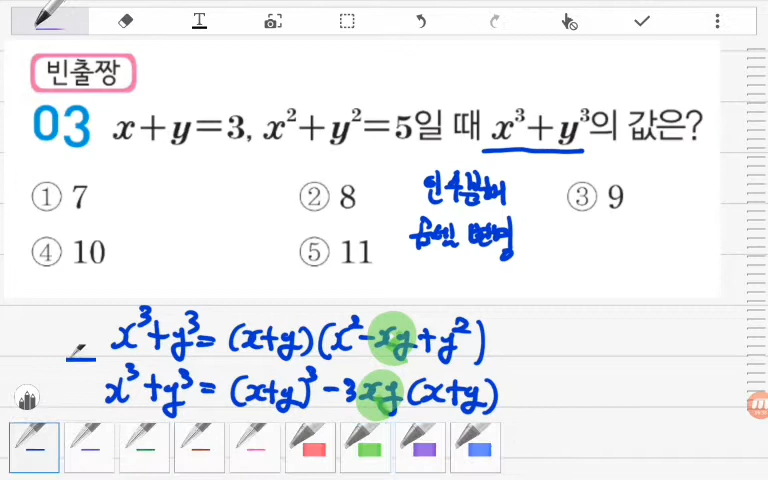 빈출짱
03 x+y=3, x²+y²=5일 때 x³+y³의 값은?
① 7 ② 8 ③ 9
④ 10 ⑤ 11
인수분해
곱셈 변형
x³+y³=(x+y)(x²-xy+y²)
x³+y³=(x+y)³-3xy(x+y)